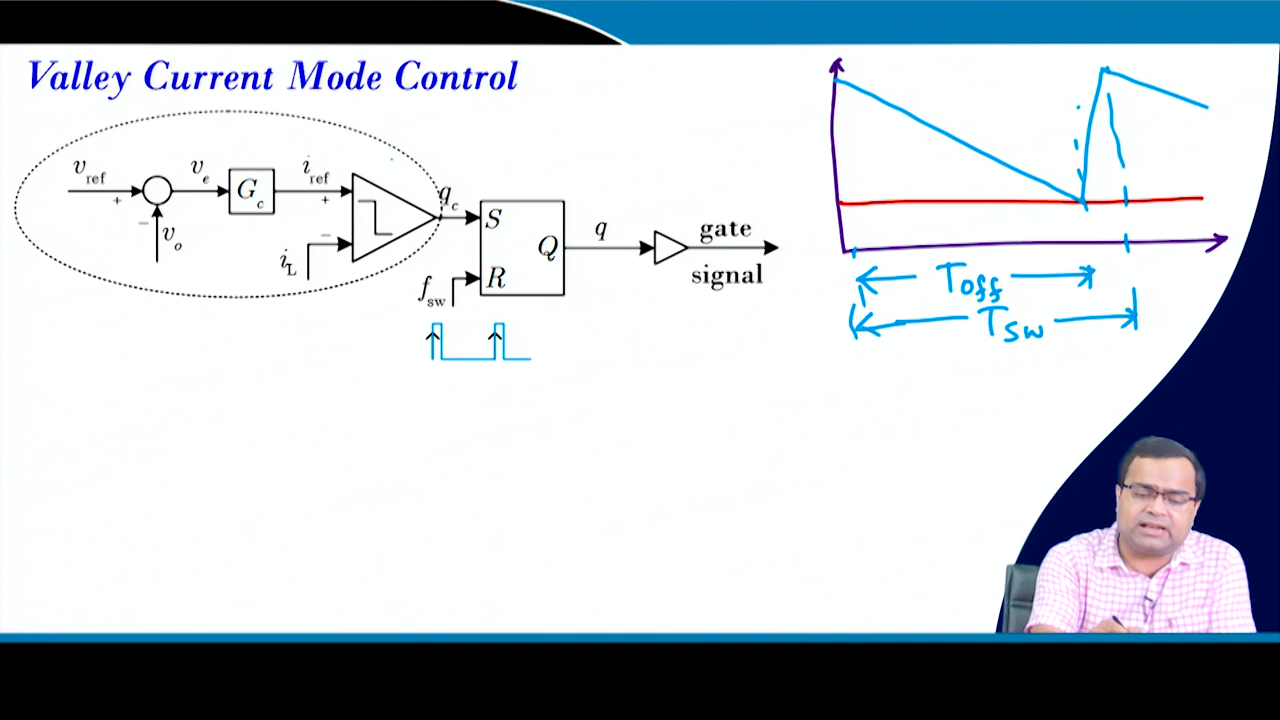 Valley Current Mode Control
v_ref
+
−
v_o
v_e
G_c
i_ref
+
−
i_L
q_c
S
R
Q
f_sw
q
gate
signal
T_off
T_sw